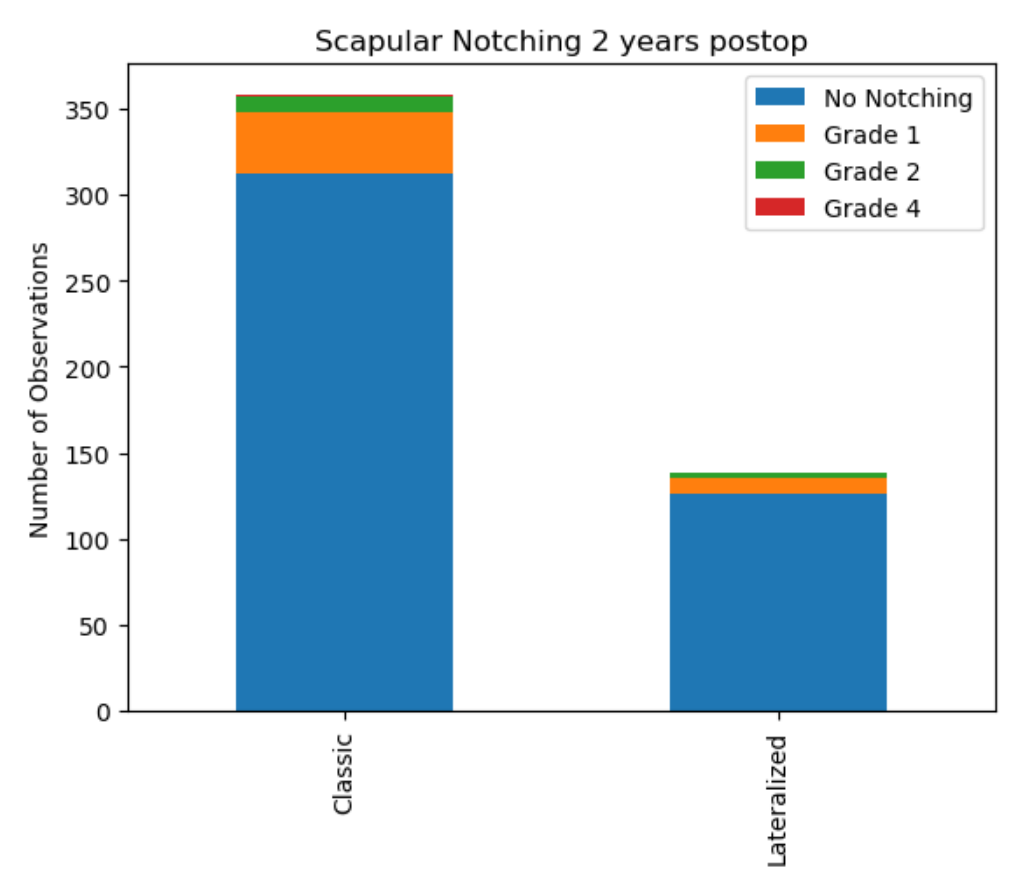 Scapular Notching 2 years postop
No Notching
Grade 1
Grade 2
Grade 4
Number of Observations
350
300
250
200
150
100
50
0
Classic
Lateralized